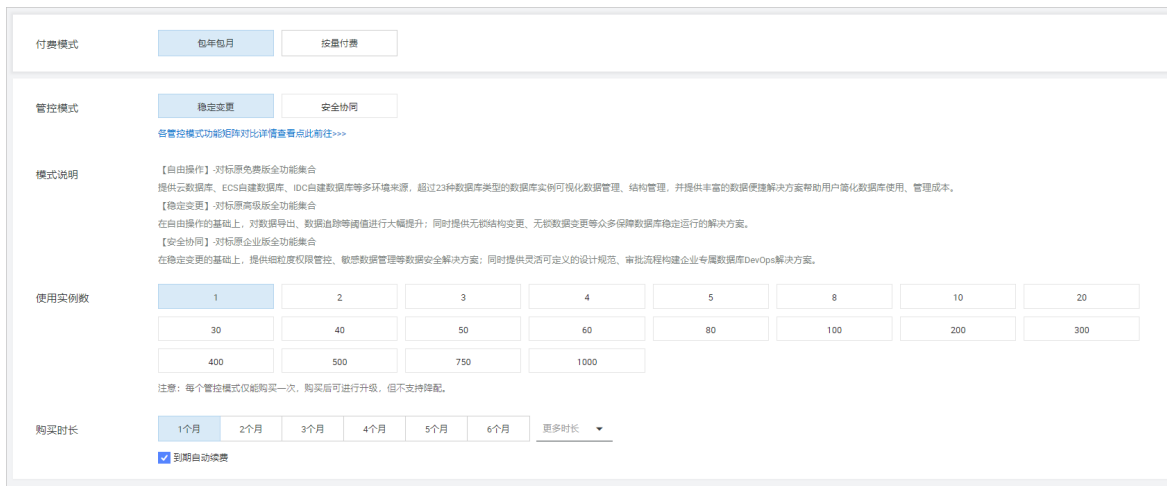 付费模式 包年包月 按量付费
管控模式 稳定变更 安全协同
各管控模式功能矩阵对比详情查看点此前往>>>
模式说明 【自由操作】-对标原免费版全功能集合
提供云数据库、ECS自建数据库、IDC自建数据库等多环境来源，超过23种数据库类型的数据库实例可视化数据管理、结构管理，并提供丰富的数据便捷解决方案帮助用户简化数据库使用、管理成本。
【稳定变更】-对标原高级版全功能集合
在自由操作的基础上，对数据导出、数据追踪等阈值进行大幅提升；同时提供无锁结构变更、无锁数据变更等众多保障数据库稳定运行的解决方案。
【安全协同】-对标原企业版全功能集合
在稳定变更的基础上，提供细粒度权限管控、敏感数据管理等数据安全解决方案；同时提供灵活可定义的设计规范、审批流程构建企业专属数据库DevOps解决方案。
使用实例数 1 2 3 4 5 8 10 20
30 40 50 60 80 100 200 300
400 500 750 1000
注意：每个管控模式仅能购买一次，购买后可进行升级，但不支持降配。
购买时长 1个月 2个月 3个月 4个月 5个月 6个月 更多时长
到期自动续费